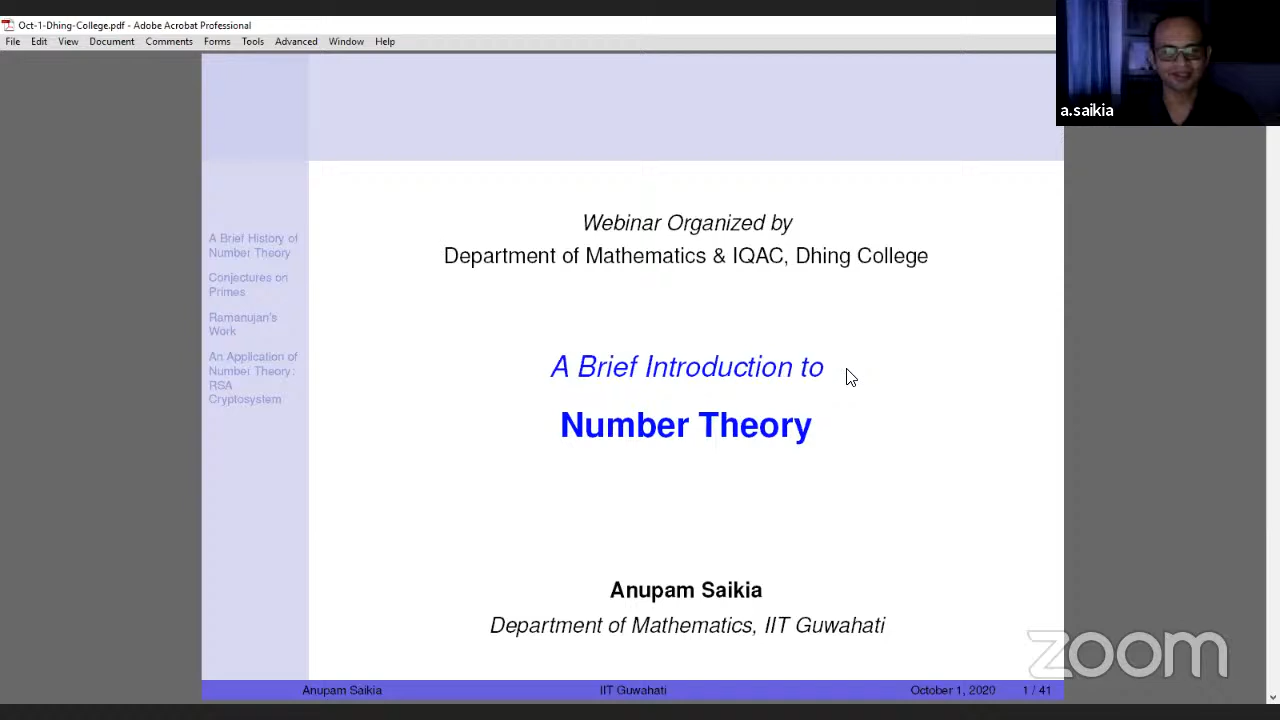 Oct-1-Dhing-College.pdf - Adobe Acrobat Professional
File Edit View Document Comments Forms Tools Advanced Window Help
a.saikia
Webinar Organized by
Department of Mathematics & IQAC, Dhing College
A Brief History of
Number Theory
Conjectures on
Primes
Ramanujan's
Work
An Application of
Number Theory:
RSA
Cryptosystem
A Brief Introduction to
Number Theory
Anupam Saikia
Department of Mathematics, IIT Guwahati
zoom
Anupam Saikia IIT Guwahati October 1, 2020 1 / 41